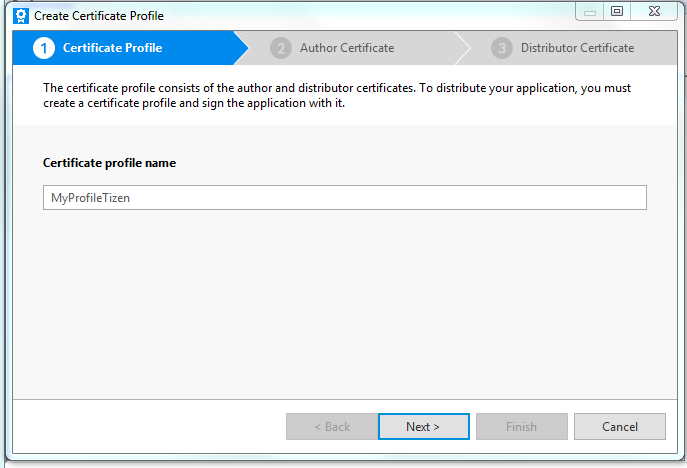 Create Certificate Profile
1 Certificate Profile 2 Author Certificate 3 Distributor Certificate
The certificate profile consists of the author and distributor certificates. To distribute your application, you must
create a certificate profile and sign the application with it.
Certificate profile name
MyProfileTizen
< Back Next > Finish Cancel